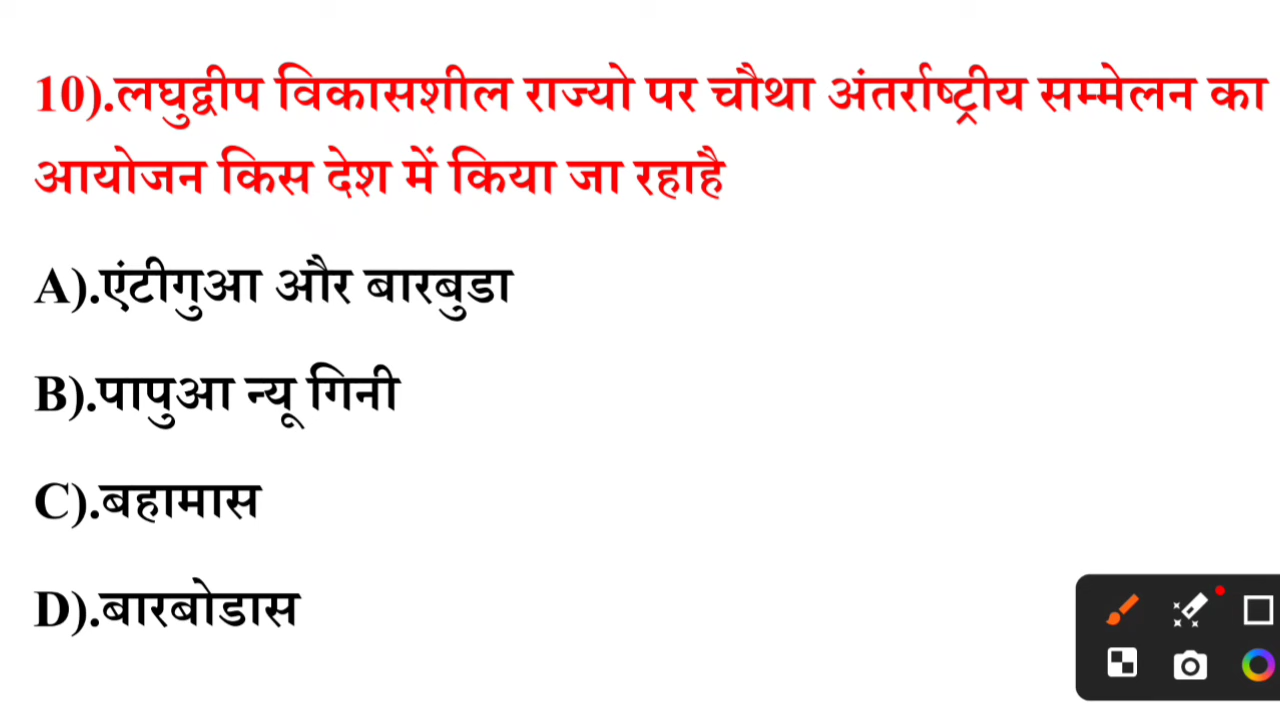 10).लघुद्वीप विकासशील राज्यो पर चौथा अंतर्राष्ट्रीय सम्मेलन का
आयोजन किस देश में किया जा रहाहै
A).एंटीगुआ और बारबुडा
B).पापुआ न्यू गिनी
C).बहामास
D).बारबोडास